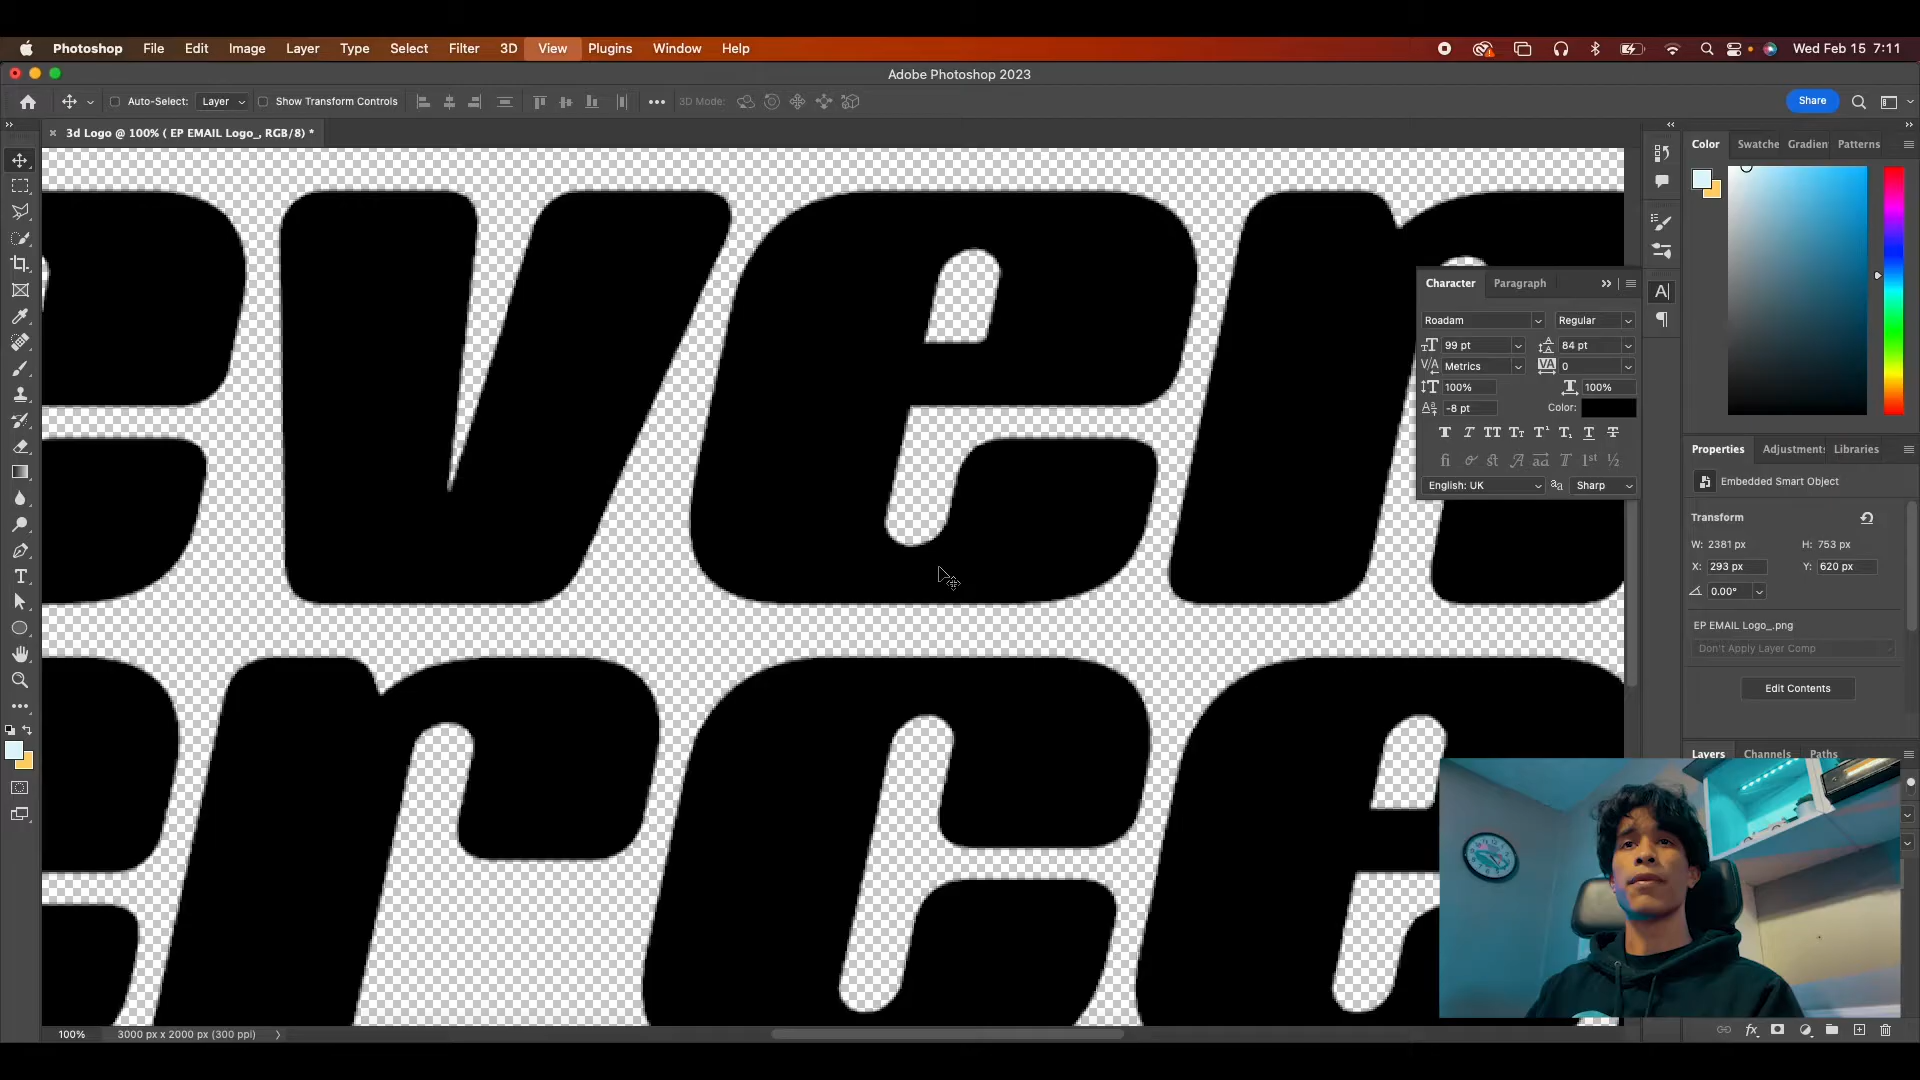 Photoshop File Edit Image Layer Type Select Filter 3D View Plugins Window Help Wed Feb 15 7:11
Adobe Photoshop 2023
Auto-Select: Layer Show Transform Controls 3D Mode: Share
3d Logo @ 100% ( EP EMAIL Logo_, RGB/8) *
Color Swatche Gradien Patterns
even
Character Paragraph
Roadam Regular
99 pt 84 pt
Metrics 0
100% 100%
-8 pt Color:
English: UK Sharp
Properties Adjustment Libraries
Embedded Smart Object
Transform
W: 2381 px H: 753 px
X: 293 px Y: 620 px
0.00°
EP EMAIL Logo_.png
Don't Apply Layer Comp
Edit Contents
erce
Layers Channels Paths
100% 3000 px x 2000 px (300 ppi)